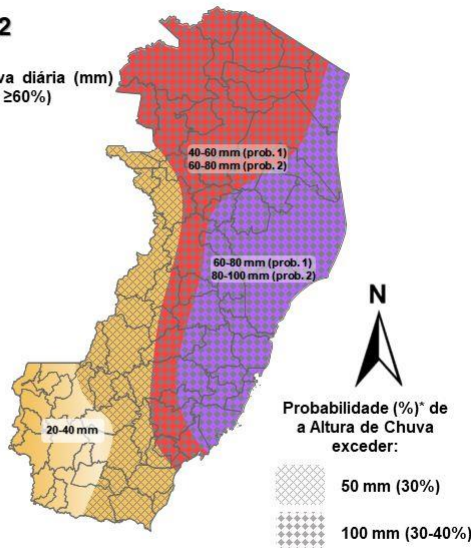 2
va diária (mm)
≥60%)
40-60 mm (prob. 1)
60-80 mm (prob. 2)
60-80 mm (prob. 1)
80-100 mm (prob. 2)
20-40 mm
N
Probabilidade (%)* de
a Altura de Chuva
exceder:
50 mm (30%)
100 mm (30-40%)